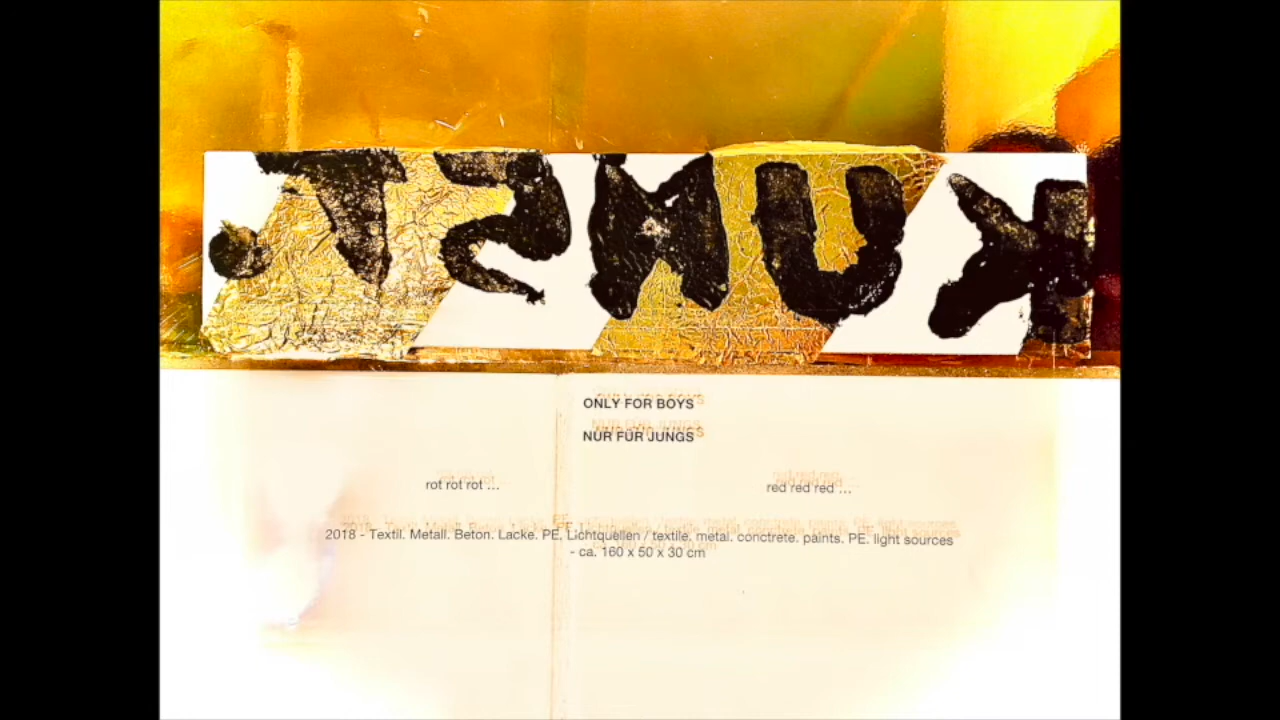 KUNST.
ONLY FOR BOYS
NUR FÜR JUNGS
rot rot rot …
red red red …
2018 - Textil. Metall. Beton. Lacke. PE. Lichtquellen / textile. metal. conctrete. paints. PE. light sources
- ca. 160 x 50 x 30 cm